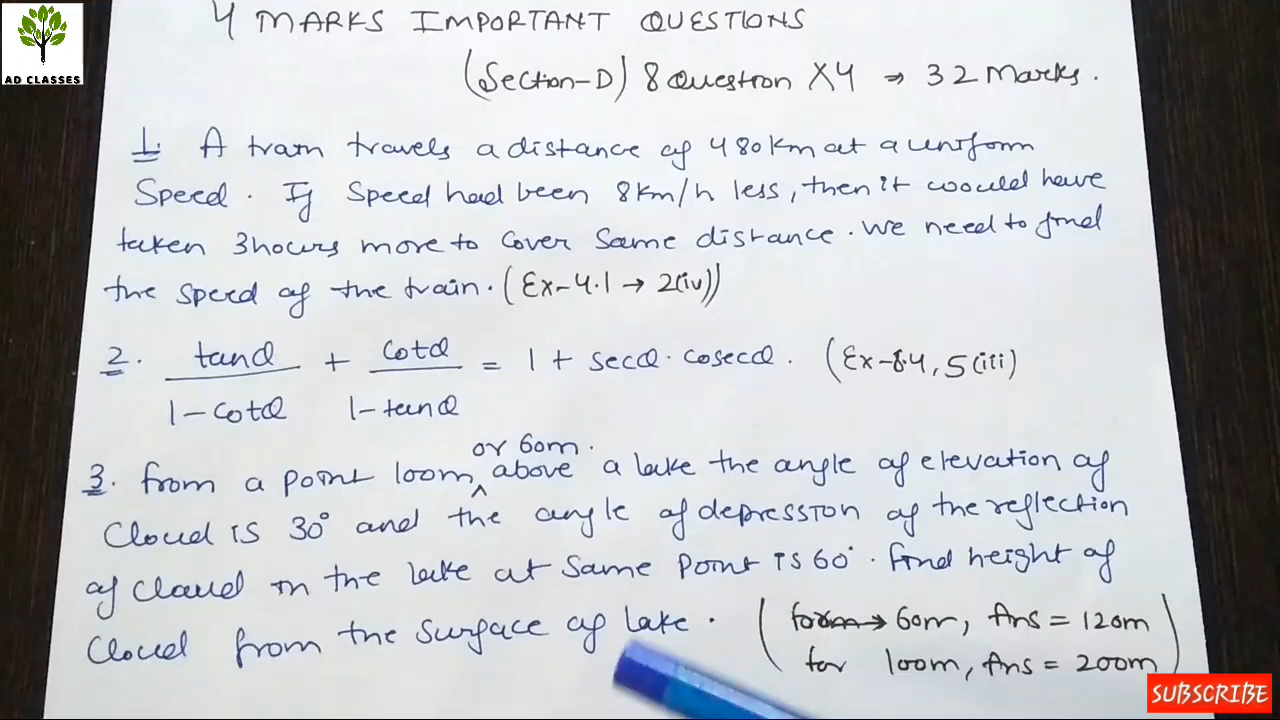 AD CLASSES
4 MARKS IMPORTANT QUESTIONS
(Section-D) 8 Question X4 → 32 Marks.
1. A train travels a distance of 480km at a uniform
Speed. If Speed had been 8km/h less, then it woould have
taken 3hours more to cover same distance. We need to find
the speed of the train. (Ex-4.1 → 2(iv))
2. tanθ/1-cotθ + cotθ/1-tanθ = 1 + secθ. cosecθ. (Ex-8.4, 5(iii)
or 60m.
3. from a point 100m ^ above a lake the angle of elevation of
Cloud is 30° and the angle of depression of the reflection
of cloud in the lake at same point is 60°. find height of
Cloud from the surface of lake.
(for → 60m, Ans = 120m
for 100m, Ans = 200m)
SUBSCRIBE